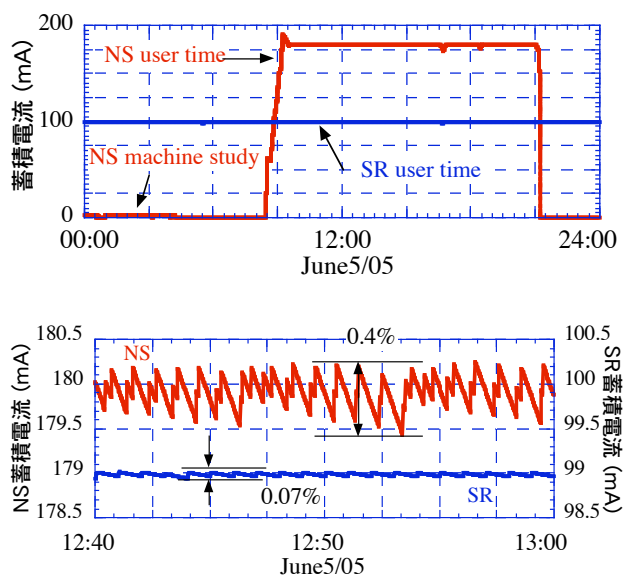 200
NS user time
蓄積電流 (mA)
100
NS machine study
SR user time
0
00:00
12:00
24:00
June5/05
180.5
100.5
0.4%
NS
180
100
NS蓄積電流 (mA)
SR蓄積電流 (mA)
179.5
99.5
179
99
0.07%
SR
178.5
98.5
12:40
12:50
13:00
June5/05